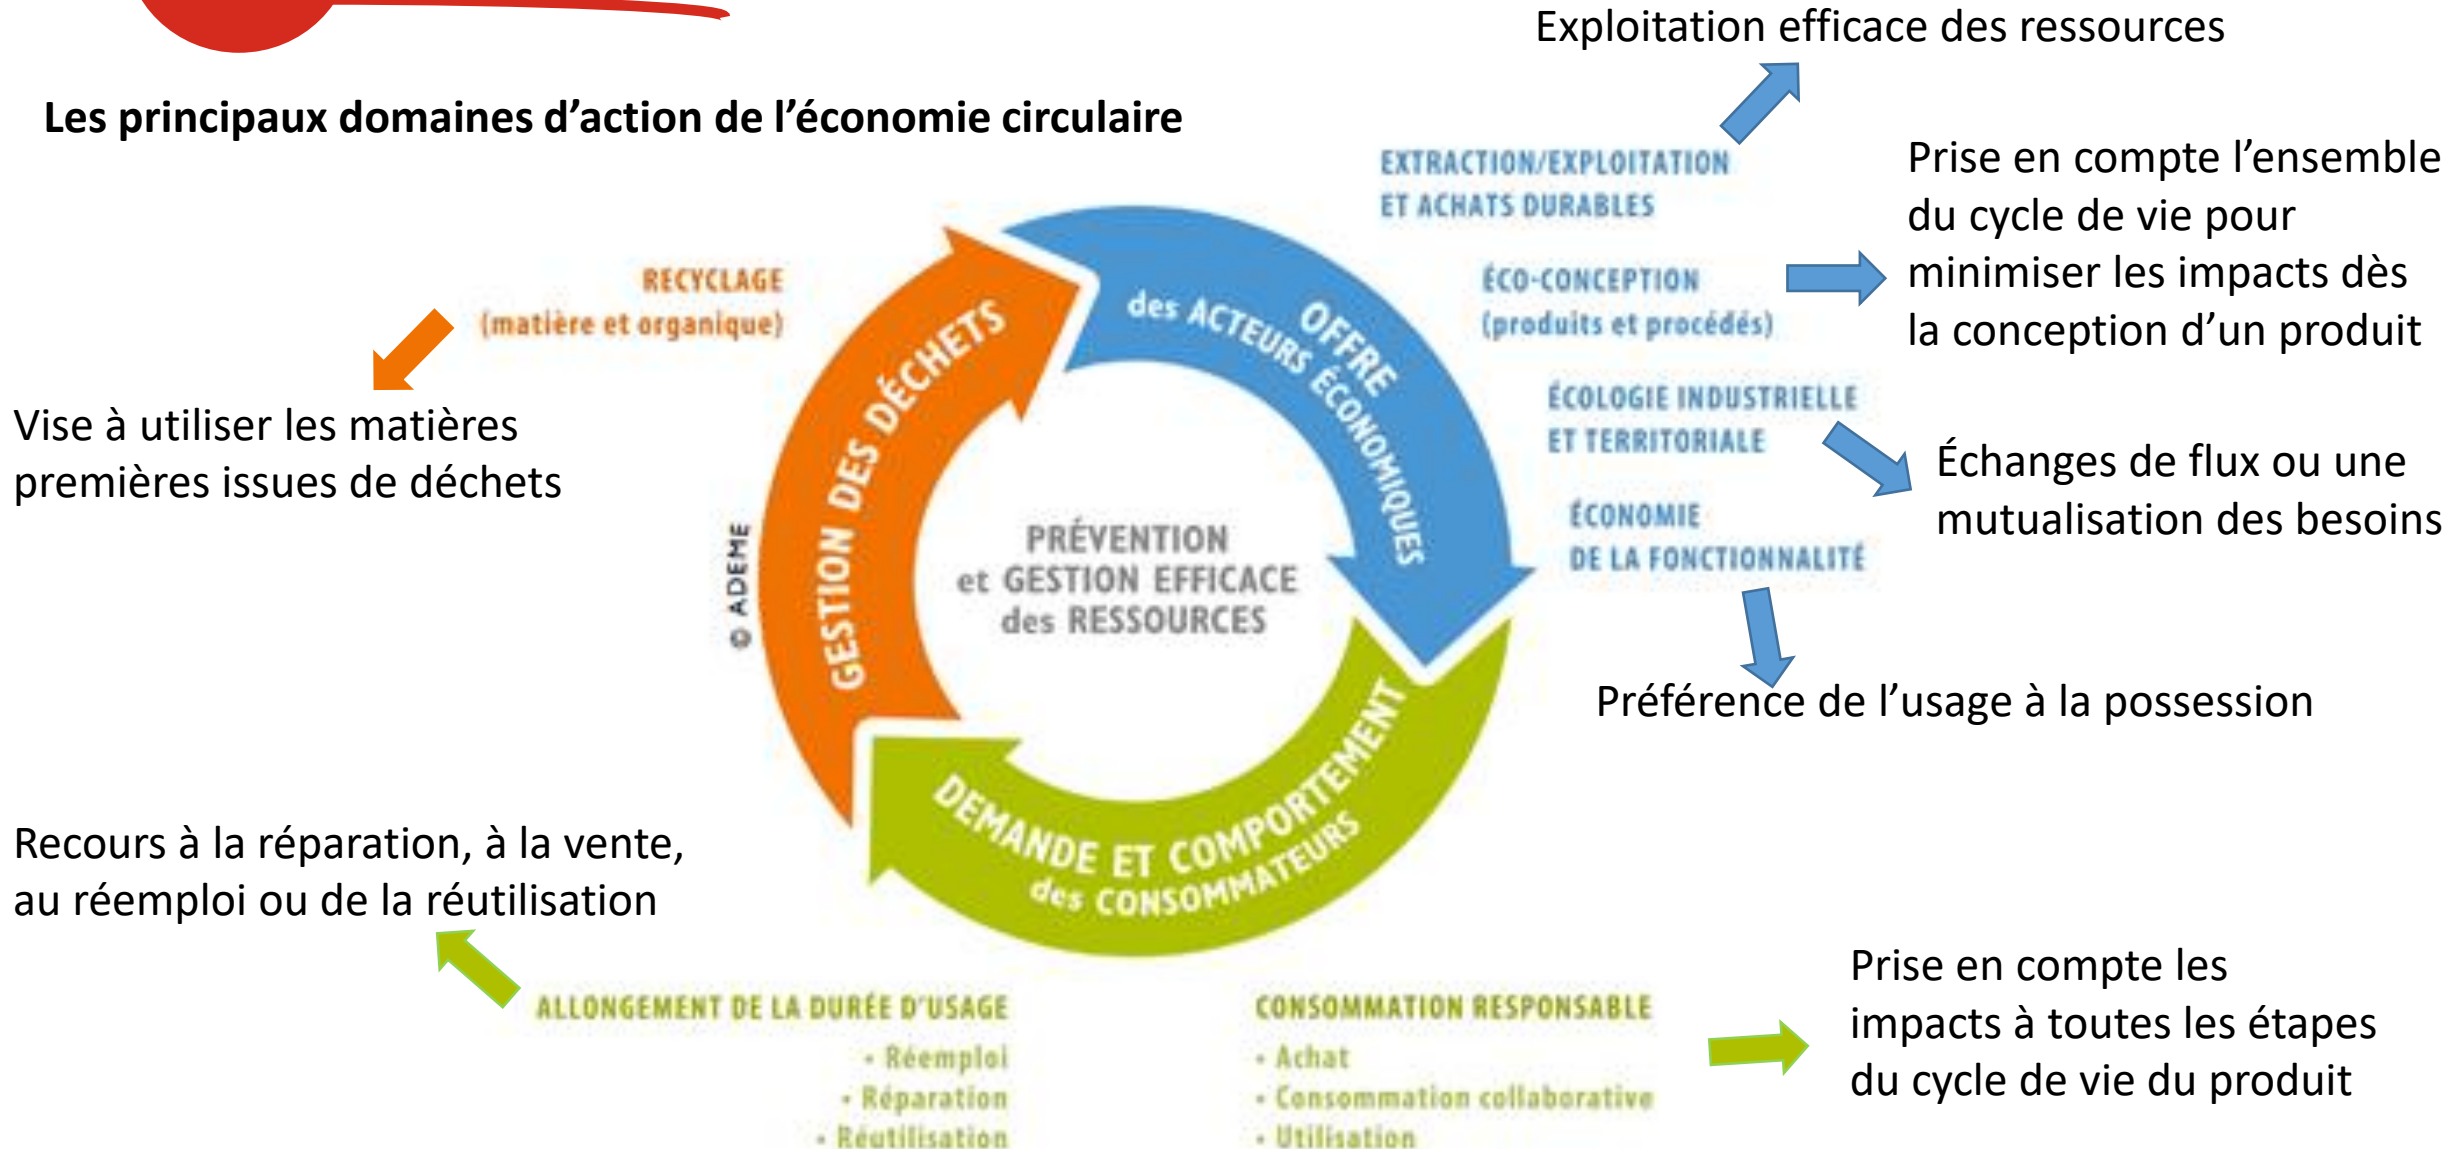 Exploitation efficace des ressources
Les principaux domaines d’action de l’économie circulaire
EXTRACTION/EXPLOITATION
ET ACHATS DURABLES
Prise en compte l’ensemble
du cycle de vie pour
minimiser les impacts dès
la conception d’un produit
RECYCLAGE
(matière et organique)
ÉCO-CONCEPTION
(produits et procédés)
Vise à utiliser les matières
premières issues de déchets
ÉCOLOGIE INDUSTRIELLE
ET TERRITORIALE
Échanges de flux ou une
mutualisation des besoins
ÉCONOMIE
DE LA FONCTIONNALITÉ
Préférence de l’usage à la possession
OFFRE
des ACTEURS ÉCONOMIQUES
GESTION DES DÉCHETS
PRÉVENTION
et GESTION EFFICACE
des RESSOURCES
© ADEME
DEMANDE ET COMPORTEMENT
des CONSOMMATEURS
Recours à la réparation, à la vente,
au réemploi ou de la réutilisation
ALLONGEMENT DE LA DURÉE D’USAGE
• Réemploi
• Réparation
• Réutilisation
CONSOMMATION RESPONSABLE
• Achat
• Consommation collaborative
• Utilisation
Prise en compte les
impacts à toutes les étapes
du cycle de vie du produit